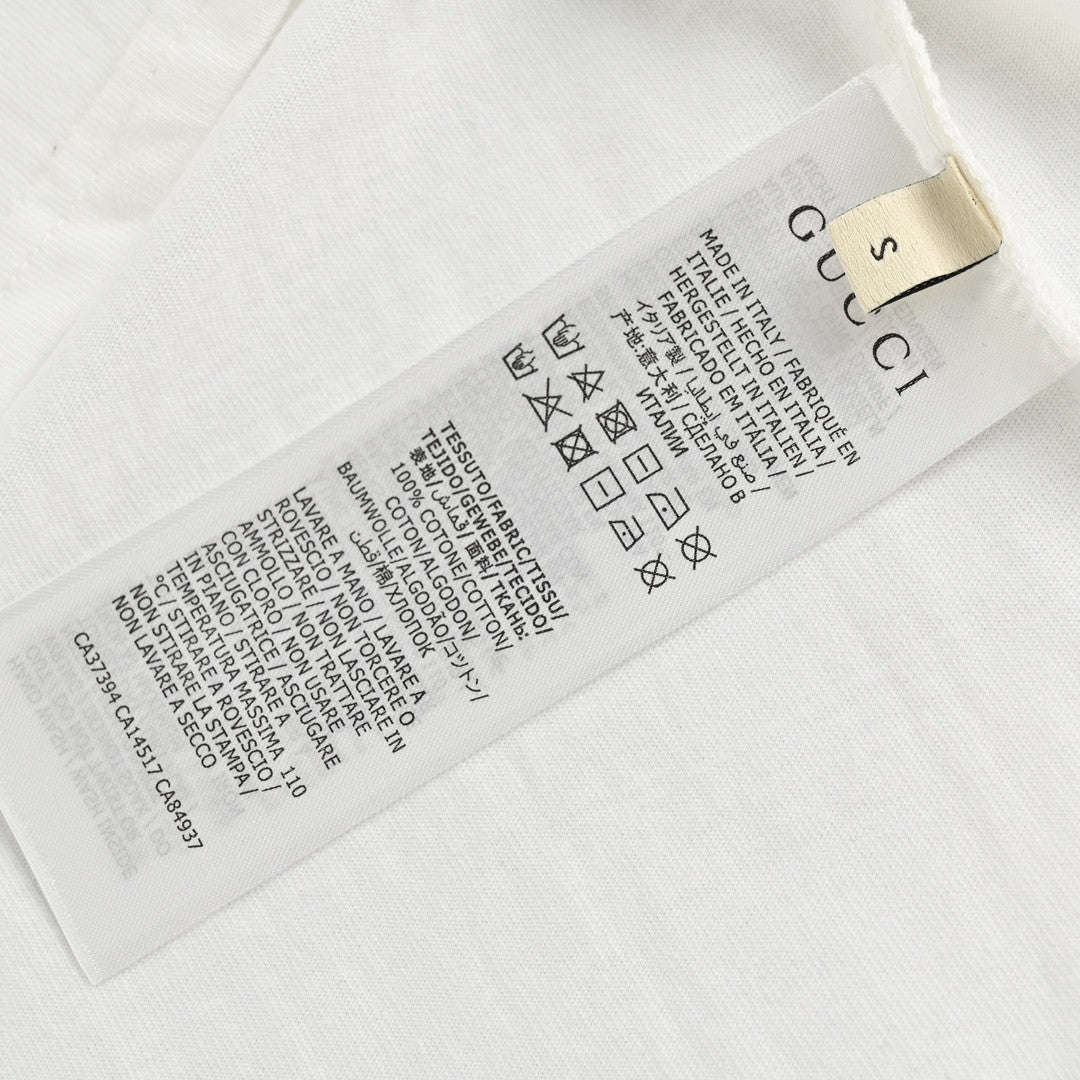 S
GUCCI
MADE IN ITALY / FABRIQUÉ EN
ITALIE / HECHO EN ITALIA /
HERGESTELLT IN ITALIEN /
FABRICADO EM ITÁLIA /
イタリア製 / صنع في إيطاليا /
产地:意大利 / СДЕЛАНО В
ИТАЛИИ
TESSUTO/FABRIC/TISSU/
TEJIDO/GEWEBE/TECIDO/
表地/قماش/面料/ТКАНЬ:
100% COTONE/COTTON/
COTON/ALGODON/
BAUMWOLLE/ALGODÃO/コットン/
قطن/棉/ХЛОПОК
LAVARE A MANO / LAVARE A
ROVESCIO / NON TORCERE O
STRIZZARE / NON LASCIARE IN
AMMOLLO / NON TRATTARE
CON CLORO / NON USARE
ASCIUGATRICE / ASCIUGARE
IN PIANO / STIRARE A
TEMPERATURA MASSIMA 110
°C / STIRARE A ROVESCIO /
NON STIRARE LA STAMPA /
NON LAVARE A SECCO
CA37394 CA14517 CA84937